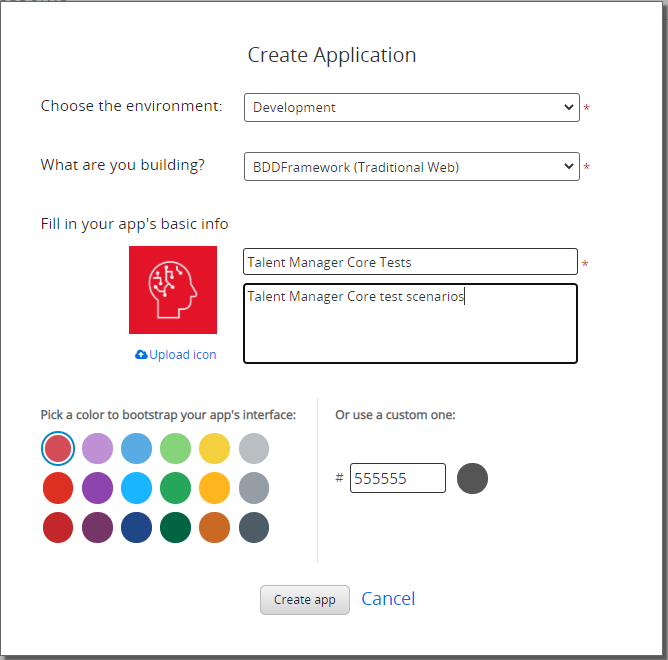 Create Application
Choose the environment: Development *
What are you building? BDDFramework (Traditional Web) *
Fill in your app's basic info
Talent Manager Core Tests *
Talent Manager Core test scenarios
Upload icon
Pick a color to bootstrap your app's interface:
Or use a custom one:
# 555555
Create app Cancel